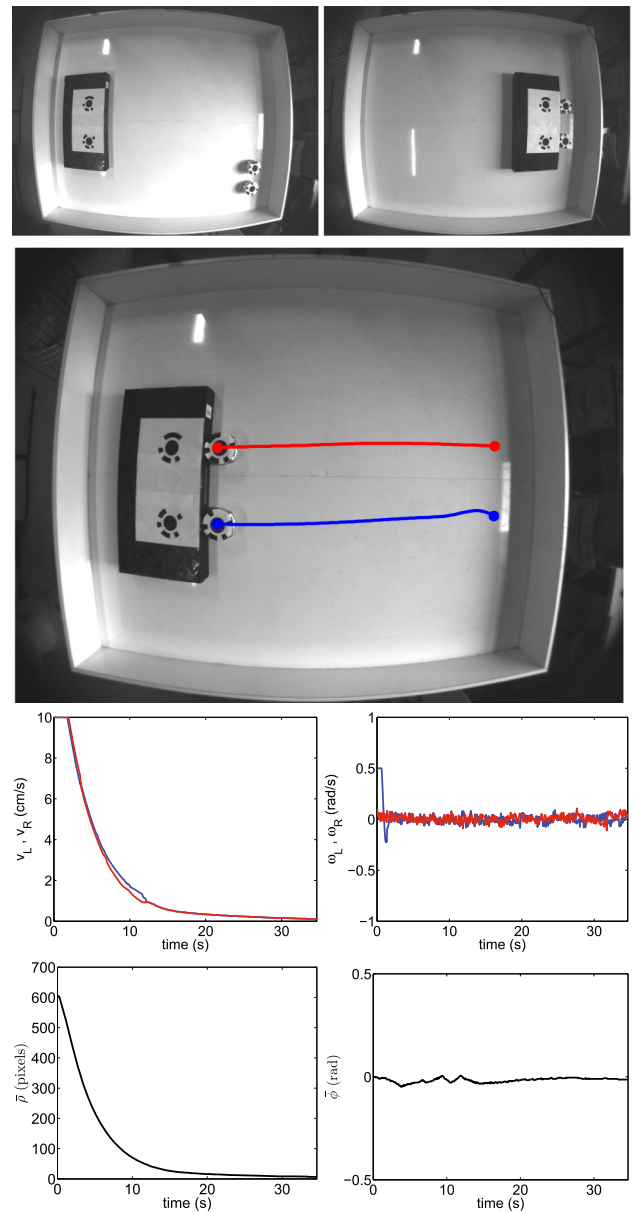 10
8
6
4
2
0
v_L , v_R (cm/s)
0 10 20 30
time (s)
1
0.5
0
−0.5
−1
ω_L , ω_R (rad/s)
0 10 20 30
time (s)
700
600
500
400
300
200
100
0
ρ̄ (pixels)
0 10 20 30
time (s)
0.5
0
−0.5
ϕ̄ (rad)
0 10 20 30
time (s)